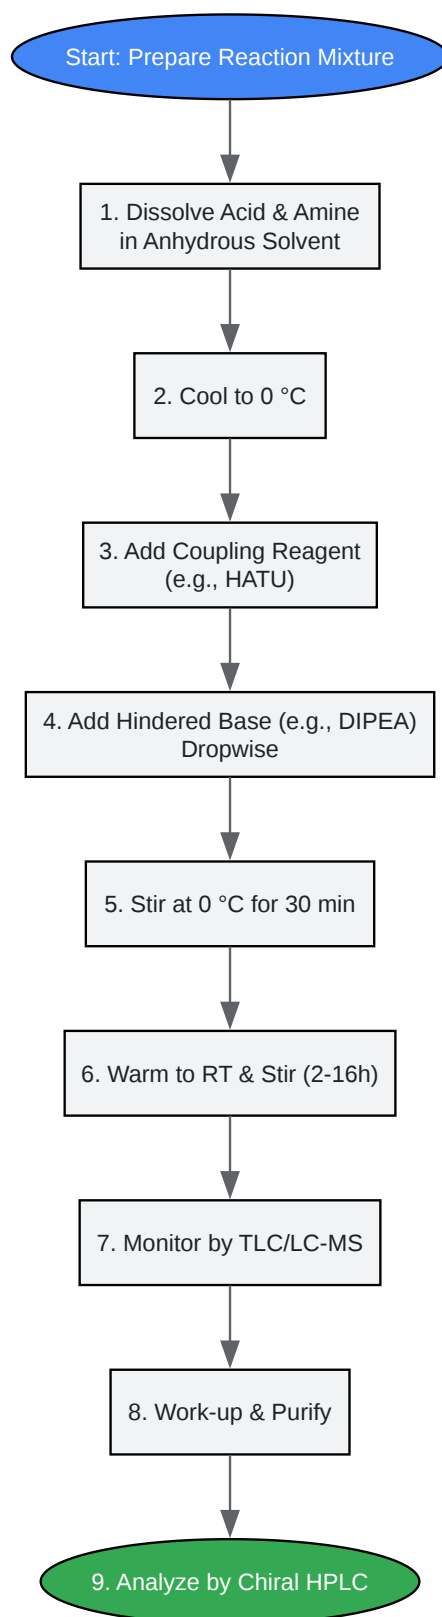 Start: Prepare Reaction Mixture
1. Dissolve Acid & Amine
in Anhydrous Solvent
2. Cool to 0 °C
3. Add Coupling Reagent
(e.g., HATU)
4. Add Hindered Base (e.g., DIPEA)
Dropwise
5. Stir at 0 °C for 30 min
6. Warm to RT & Stir (2-16h)
7. Monitor by TLC/LC-MS
8. Work-up & Purify
9. Analyze by Chiral HPLC